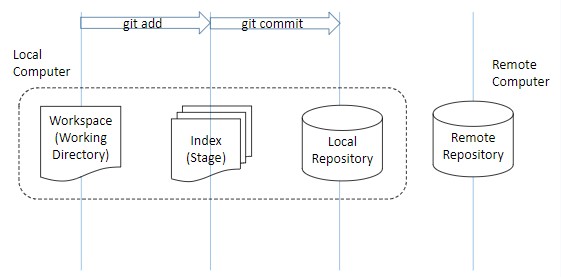 git add
git commit
Local
Computer
Remote
Computer
Workspace
(Working
Directory)
Index
(Stage)
Local
Repository
Remote
Repository